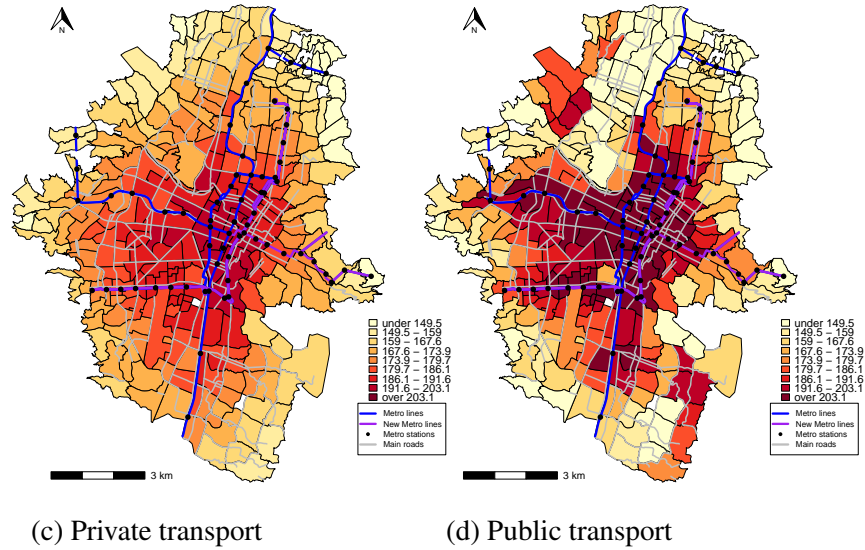 N
N
under 149.5
149.5 − 159
159 − 167.6
167.6 − 173.9
173.9 − 179.7
179.7 − 186.1
186.1 − 191.6
191.6 − 203.1
over 203.1
Metro lines
New Metro lines
Metro stations
Main roads
3 km
under 149.5
149.5 − 159
159 − 167.6
167.6 − 173.9
173.9 − 179.7
179.7 − 186.1
186.1 − 191.6
191.6 − 203.1
over 203.1
Metro lines
New Metro lines
Metro stations
Main roads
3 km
(c) Private transport
(d) Public transport